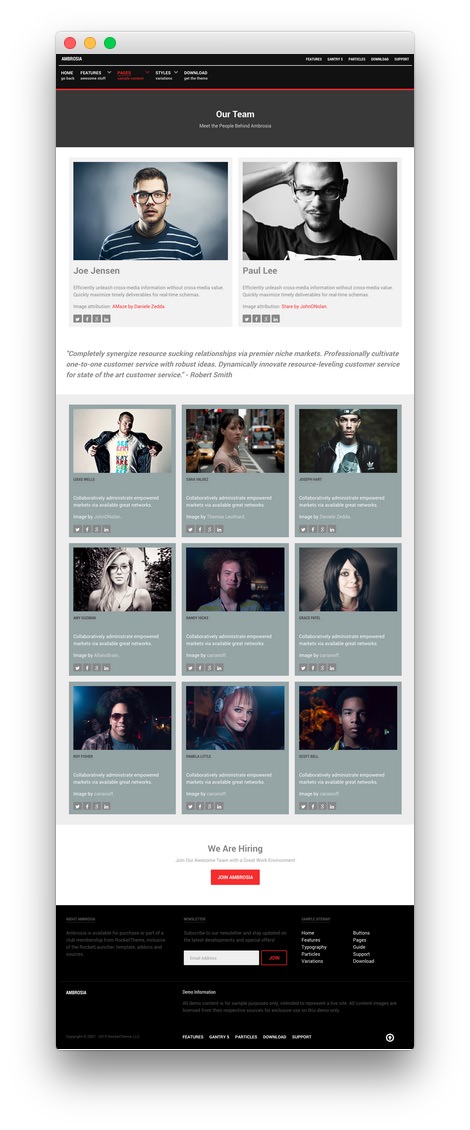 AMBROSIA
FEATURES GANTRY 5 PARTICLES DOWNLOAD SUPPORT
HOME FEATURES PAGES STYLES DOWNLOAD
go back awesome stuff sample content variations get the theme
Our Team
Meet the People Behind Ambrosia
Joe Jensen
Efficiently unleash cross-media information without cross-media value.
Quickly maximize timely deliverables for real-time schemas.
Image attribution: AMaze by Daniele Zedda.
Paul Lee
Efficiently unleash cross-media information without cross-media value.
Quickly maximize timely deliverables for real-time schemas.
Image attribution: Stare by JohnONolan.
"Completely synergize resource sucking relationships via premier niche markets. Professionally cultivate
one-to-one customer service with robust ideas. Dynamically innovate resource-leveling customer service
for state of the art customer service." - Robert Smith
WELLS
Collaboratively administrate empowered
markets via available great networks.
Image by JohnONolan.
SARA VALDEZ
Collaboratively administrate empowered
markets via available great networks.
Image by Thomas Leuthard.
JOSEPH HART
Collaboratively administrate empowered
markets via available great networks.
Image by Daniele Zedda.
AMY GUZMAN
Collaboratively administrate empowered
markets via available great networks.
Image by
RANDY HICKS
Collaboratively administrate empowered
markets via available great networks.
Image by
GRACE PATEL
Collaboratively administrate empowered
markets via available great networks.
Image by
ROY FISHER
Collaboratively administrate empowered
markets via available great networks.
Image by
PAMELA LITTLE
Collaboratively administrate empowered
markets via available great networks.
Image by
SCOTT BELL
Collaboratively administrate empowered
markets via available great networks.
Image by
We Are Hiring
Join Our Awesome Team with a Great Work Environment
JOIN AMBROSIA
ABOUT AMBROSIA
Ambrosia is available for purchase or part of a
club membership from RocketTheme, inclusive
of the RocketLauncher, template, addons and
sources.
NEWSLETTER
Subscribe to our newsletter and stay updated on
the latest developments and special offers!
Email Address JOIN
SAMPLE SITEMAP
Home Buttons
Features Pages
Typography Guide
Particles Support
Variations Download
AMBROSIA
Demo Information
All demo content is for sample purposes only, intended to represent a live site. All content images are
licensed from their respective sources for exclusive use on this demo only.
Copyright © 2007 - 2019 RocketTheme, LLC
FEATURES GANTRY 5 PARTICLES DOWNLOAD SUPPORT